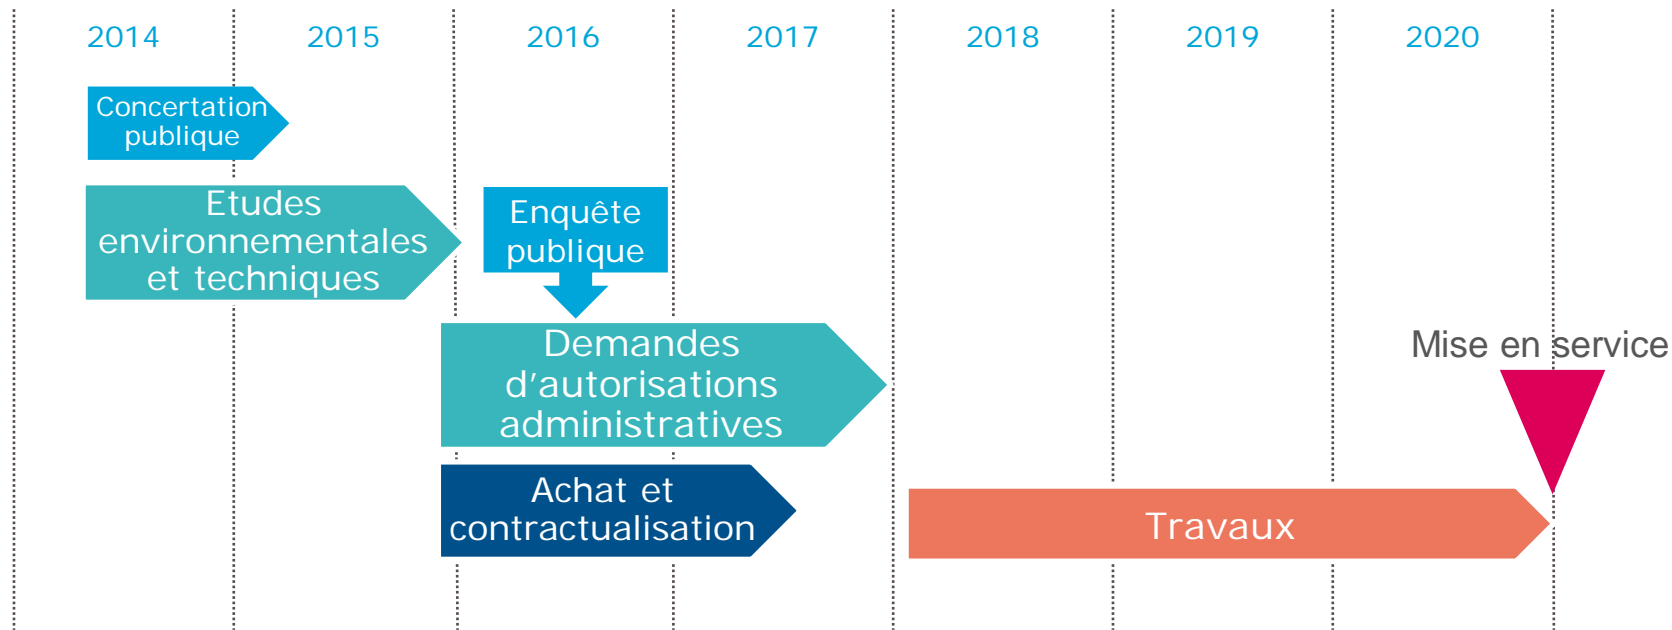 2014 2015 2016 2017 2018 2019 2020
Concertation
publique
Etudes
environnementales
et techniques
Enquête
publique
Demandes
d’autorisations
administratives
Mise en service
Achat et
contractualisation
Travaux